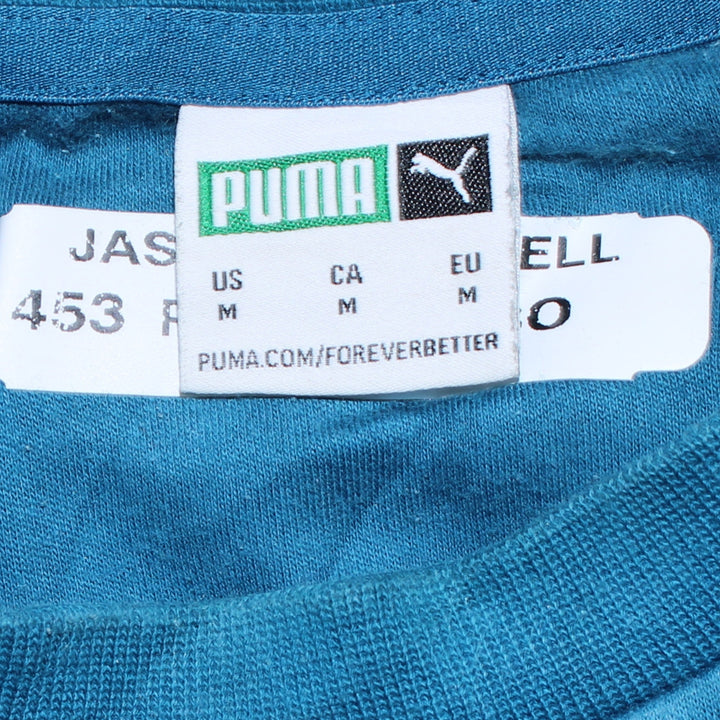 PUMA
US CA EU
M M M
PUMA.COM/FOREVERBETTER
453